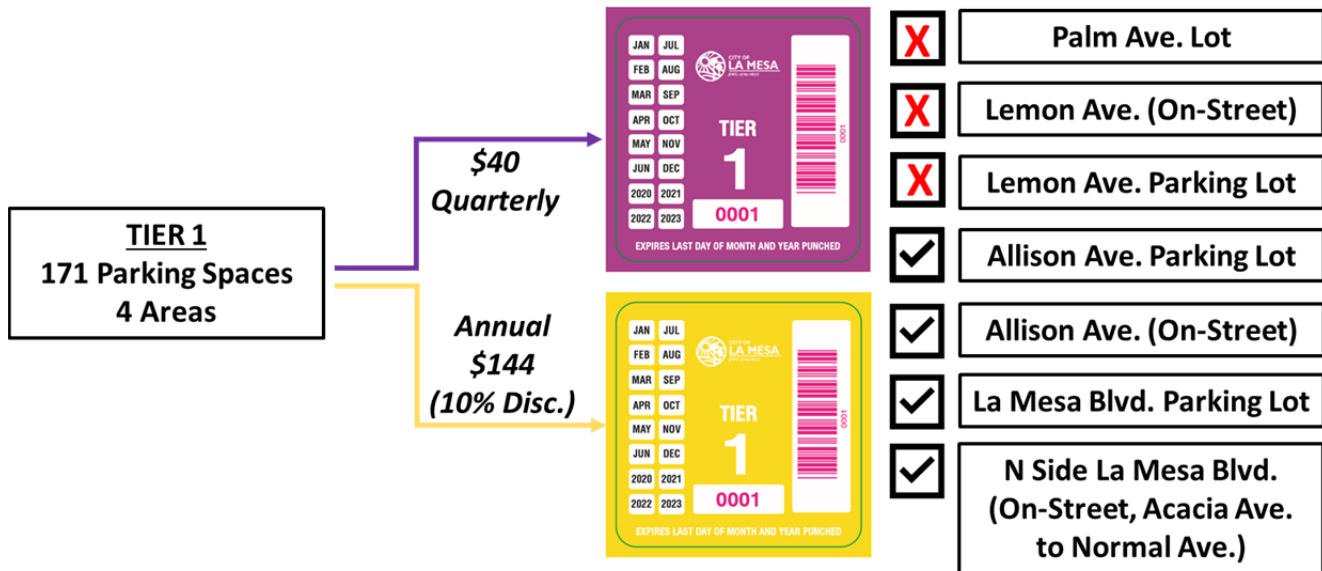 TIER 1
171 Parking Spaces
4 Areas
$40
Quarterly
Annual
$144
(10% Disc.)
JAN JUL
FEB AUG
MAR SEP
APR OCT
MAY NOV
JUN DEC
2020 2021
2022 2023
CITY OF
LA MESA
TIER
1
0001
0001
EXPIRES LAST DAY OF MONTH AND YEAR PUNCHED
JAN JUL
FEB AUG
MAR SEP
APR OCT
MAY NOV
JUN DEC
2020 2021
2022 2023
CITY OF
LA MESA
TIER
1
0001
0001
EXPIRES LAST DAY OF MONTH AND YEAR PUNCHED
X Palm Ave. Lot
X Lemon Ave. (On-Street)
X Lemon Ave. Parking Lot
Allison Ave. Parking Lot
Allison Ave. (On-Street)
La Mesa Blvd. Parking Lot
N Side La Mesa Blvd.
(On-Street, Acacia Ave.
to Normal Ave.)